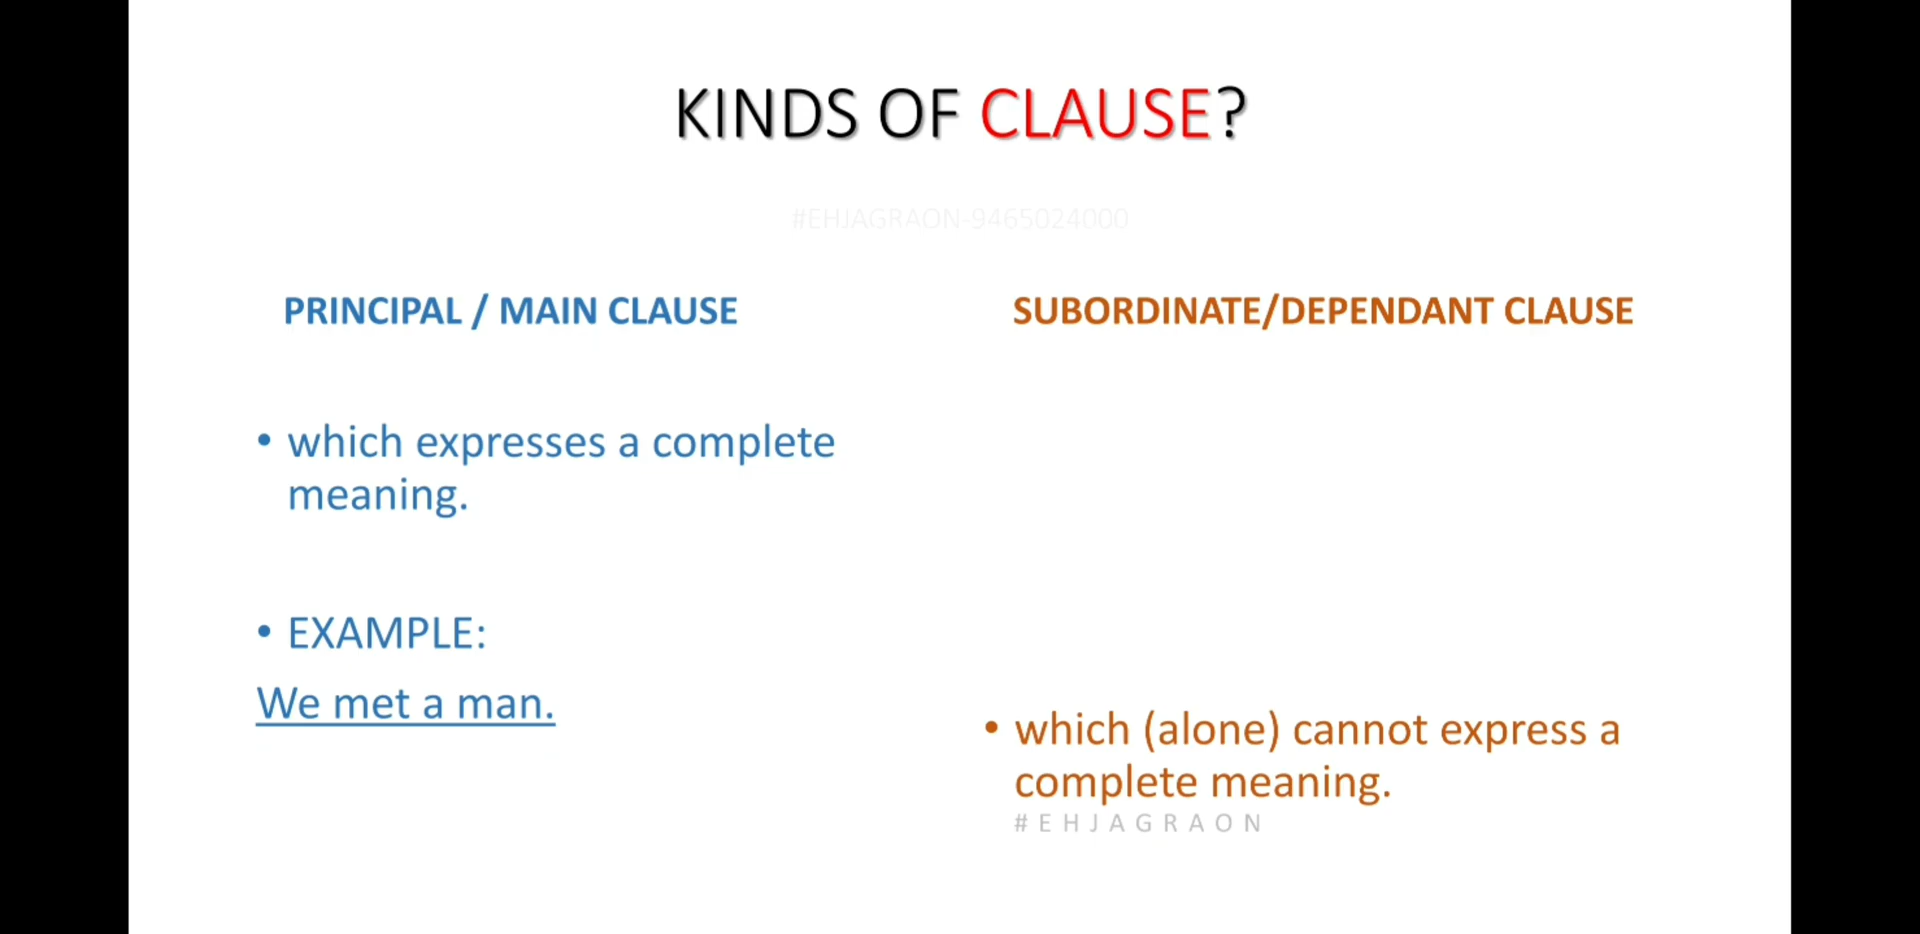 KINDS OF CLAUSE?
#EHJAGRAON-9465024000
PRINCIPAL / MAIN CLAUSE
• which expresses a complete
meaning.
• EXAMPLE:
We met a man.
SUBORDINATE/DEPENDANT CLAUSE
• which (alone) cannot express a
complete meaning.
#EHJAGRAON